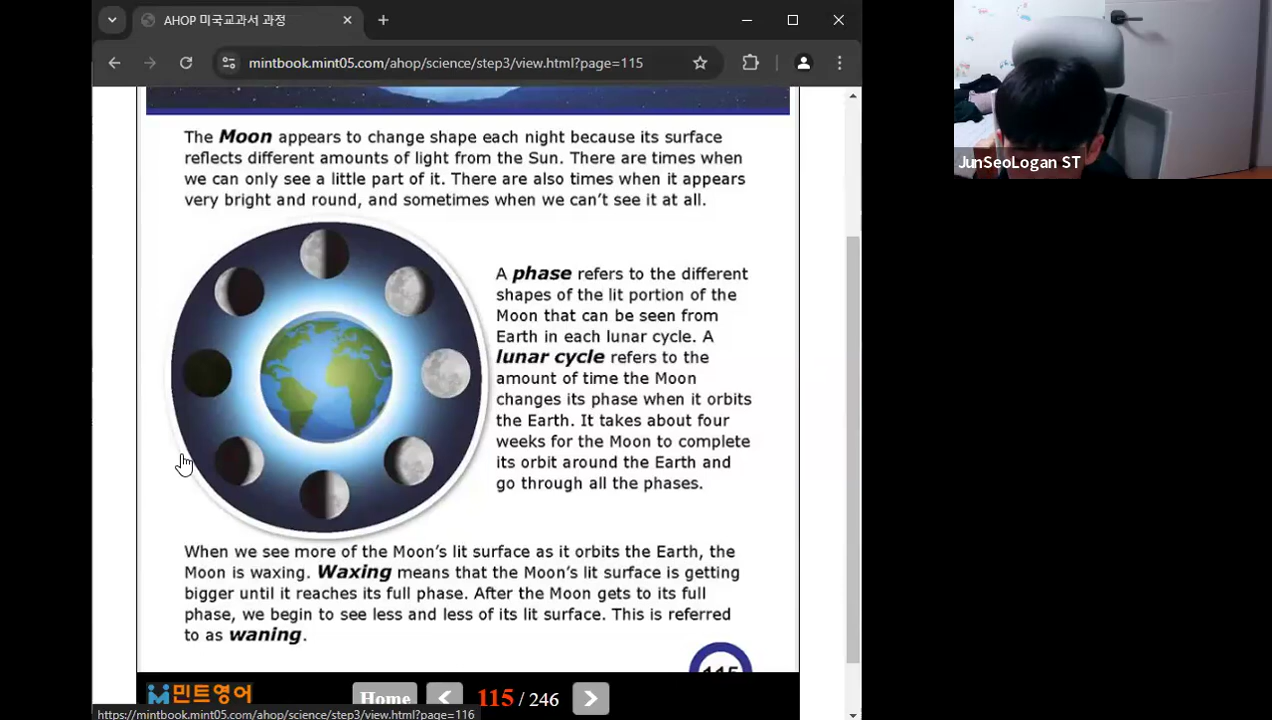 AHOP 미국교과서 과정
mintbook.mint05.com/ahop/science/step3/view.html?page=115
The Moon appears to change shape each night because its surface
reflects different amounts of light from the Sun. There are times when
we can only see a little part of it. There are also times when it appears
very bright and round, and sometimes when we can't see it at all.
A phase refers to the different
shapes of the lit portion of the
Moon that can be seen from
Earth in each lunar cycle. A
lunar cycle refers to the
amount of time the Moon
changes its phase when it orbits
the Earth. It takes about four
weeks for the Moon to complete
its orbit around the Earth and
go through all the phases.
When we see more of the Moon's lit surface as it orbits the Earth, the
Moon is waxing. Waxing means that the Moon's lit surface is getting
bigger until it reaches its full phase. After the Moon gets to its full
phase, we begin to see less and less of its lit surface. This is referred
to as waning.
115
민트영어
Home
115 / 246
https://mintbook.mint05.com/ahop/science/step3/view.html?page=116
JunSeoLogan ST